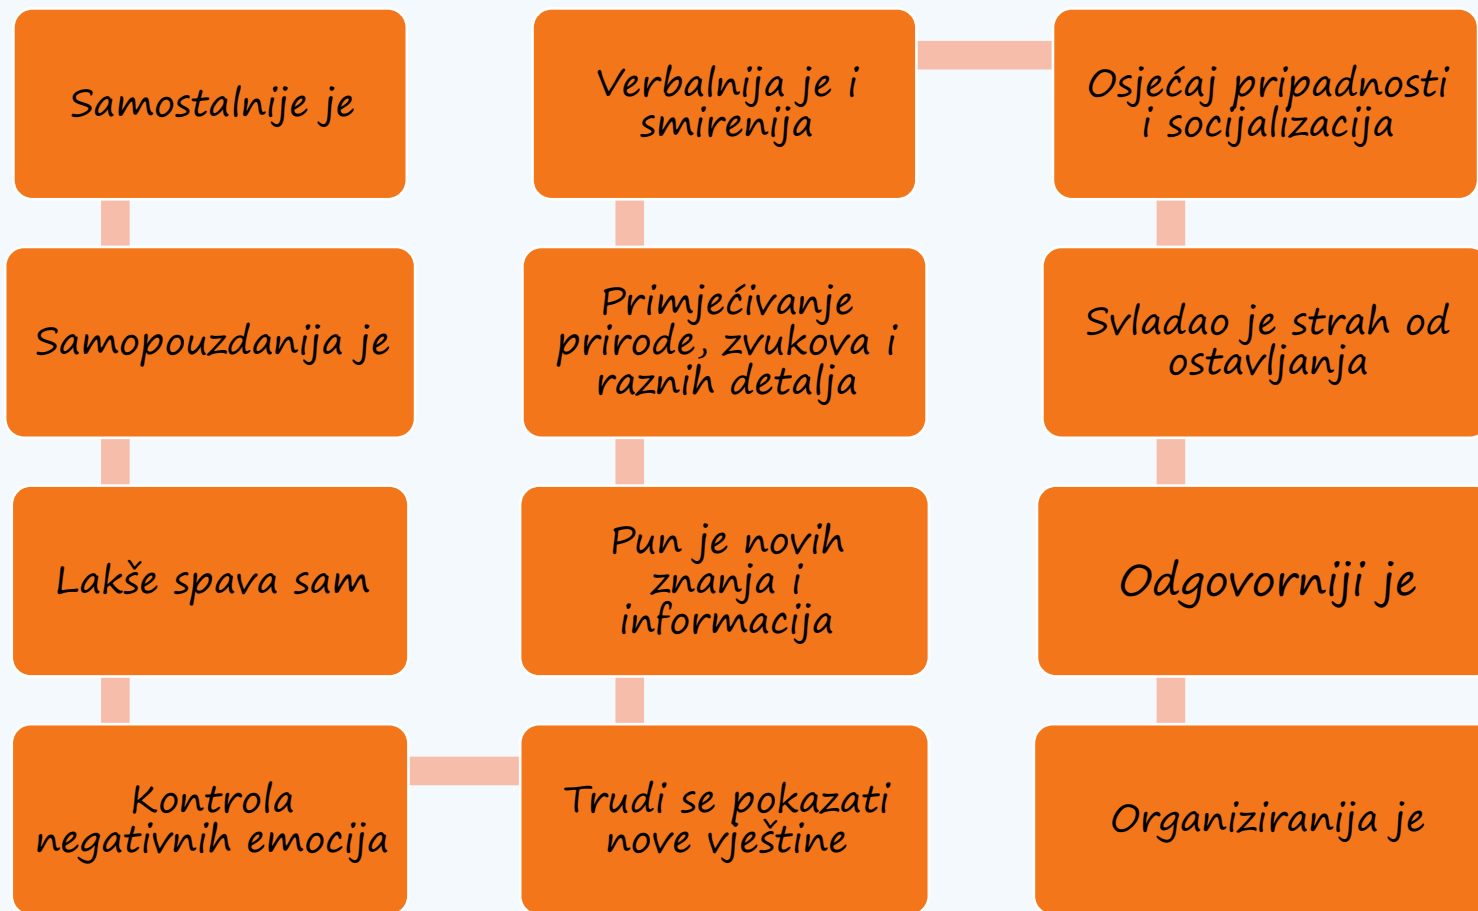 Samostalnije je
Samopouzdanija je
Lakše spava sam
Kontrola
negativnih emocija
Trudi se pokazati
nove vještine
Pun je novih
znanja i
informacija
Primjećivanje
prirode, zvukova i
raznih detalja
Verbalnija je i
smirenija
Osjećaj pripadnosti
i socijalizacija
Svladao je strah od
ostavljanja
Odgovorniji je
Organiziranija je